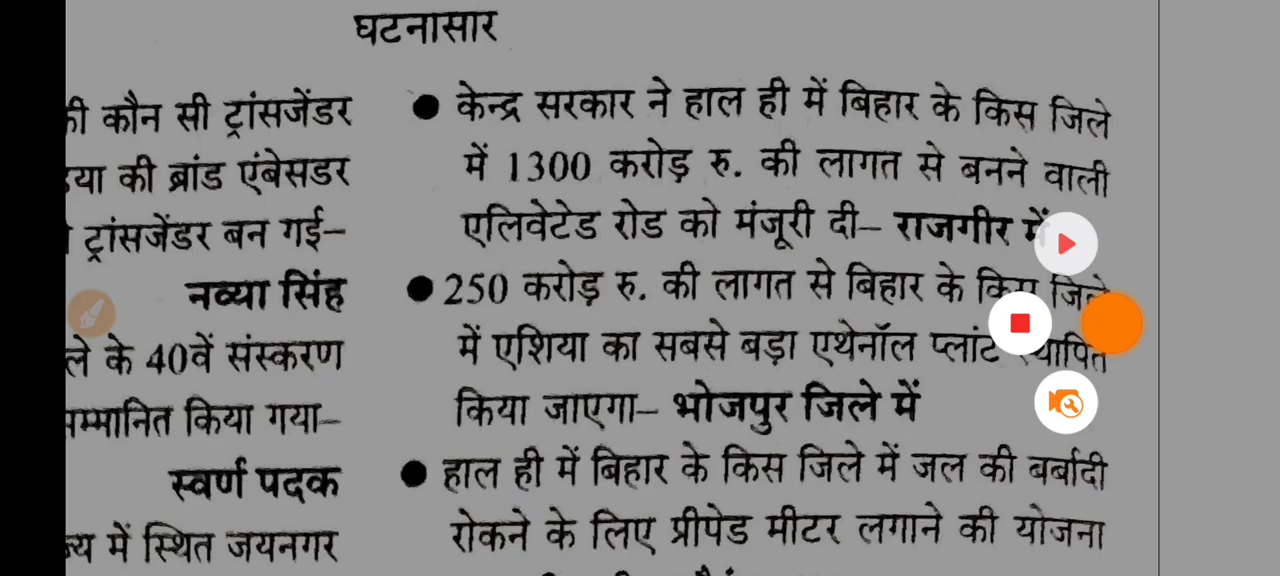 घटनासार
कौन सी ट्रांसजेंडर
की ब्रांड एंबेसडर
ट्रांसजेंडर बन गई–
नव्या सिंह
के 40वें संस्करण
किया गया–
स्वर्ण पदक
में स्थित जयनगर
● केन्द्र सरकार ने हाल ही में बिहार के किस जिले
में 1300 करोड़ रु. की लागत से बनने वाली
एलिवेटेड रोड को मंजूरी दी– राजगीर में
● 250 करोड़ रु. की लागत से बिहार के किस जिले
में एशिया का सबसे बड़ा एथेनॉल प्लांट स्थापित
किया जाएगा– भोजपुर जिले में
● हाल ही में बिहार के किस जिले में जल की बर्बादी
रोकने के लिए प्रीपेड मीटर लगाने की योजना